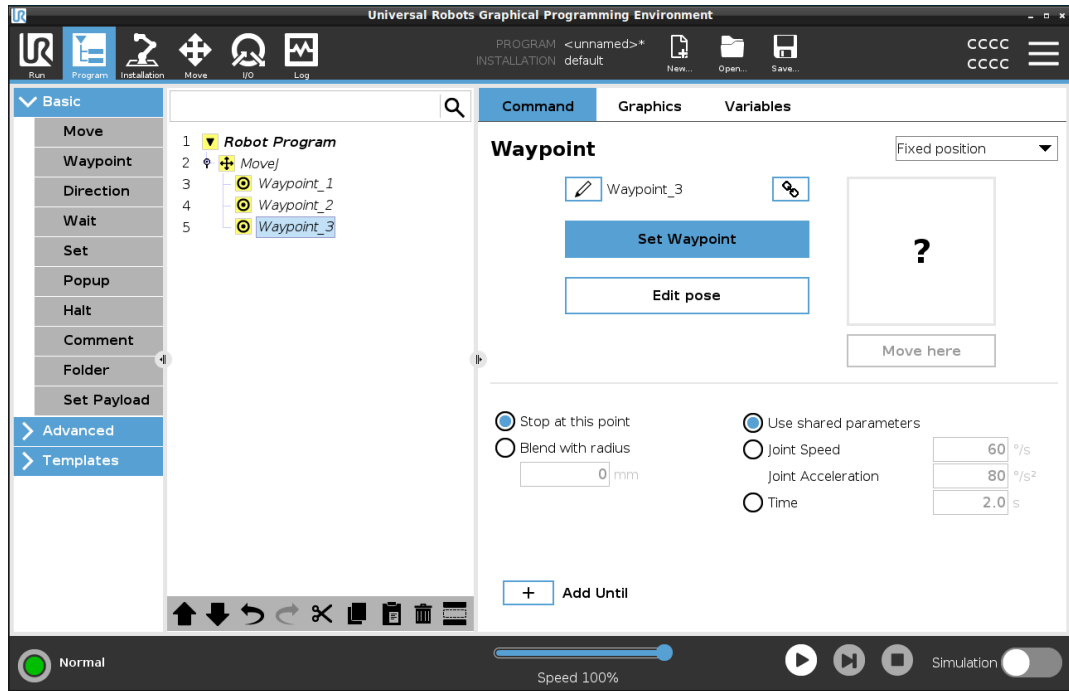 Universal Robots Graphical Programming Environment
UR
Run
Program
Installation
Move
I/O
Log
PROGRAM <unnamed>*
INSTALLATION default
New...
Open...
Save...
CCCC
CCCC
Basic
Move
Waypoint
Direction
Wait
Set
Popup
Halt
Comment
Folder
Set Payload
Advanced
Templates
1 Robot Program
2 MoveJ
3 Waypoint_1
4 Waypoint_2
5 Waypoint_3
Command Graphics Variables
Waypoint
Fixed position
Waypoint_3
Set Waypoint
Edit pose
?
Move here
Stop at this point
Blend with radius
0 mm
Use shared parameters
Joint Speed 60 °/s
Joint Acceleration 80 °/s²
Time 2.0 s
+ Add Until
Normal
Speed 100%
Simulation